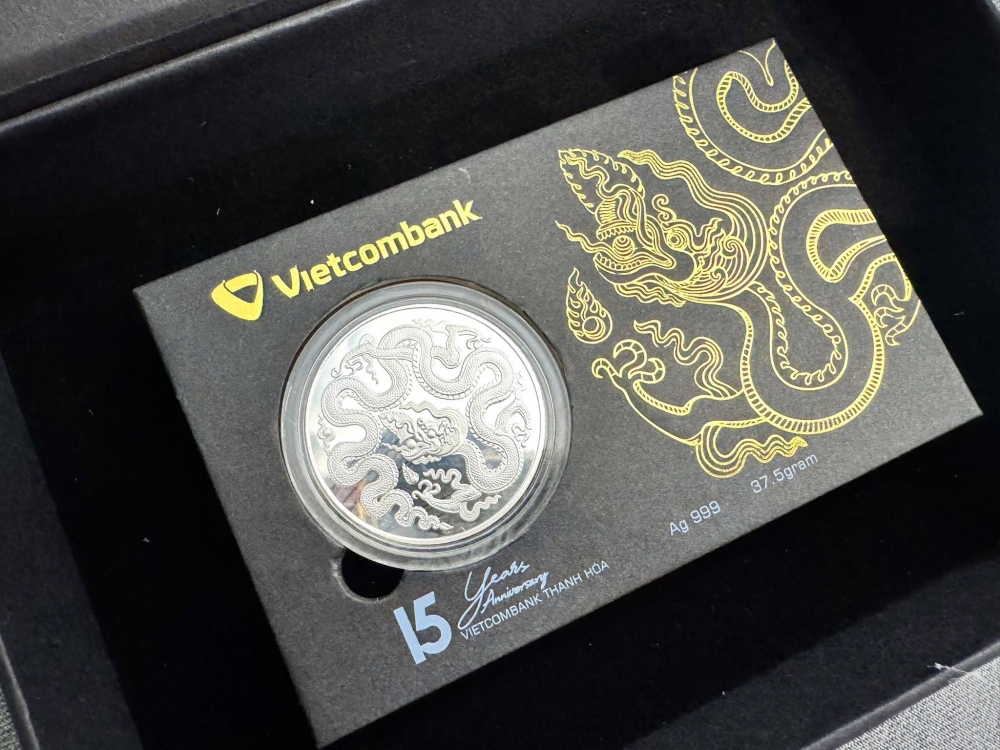 Vietcombank
Ag 999 37.5gram
15 Years
Anniversary
VIETCOMBANK THANH HÓA